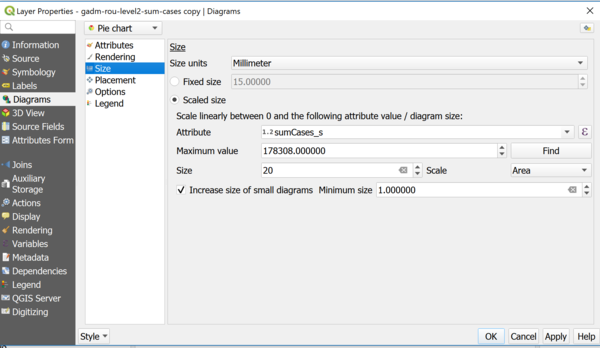 Layer Properties - gadm-rou-level2-sum-cases copy | Diagrams
Information
Source
Symbology
Labels
Diagrams
3D View
Source Fields
Attributes Form
Joins
Auxiliary
Storage
Actions
Display
Rendering
Variables
Metadata
Dependencies
Legend
QGIS Server
Digitizing
Pie chart
Attributes
Rendering
Size
Placement
Options
Legend
Size
Size units Millimeter
Fixed size 15.00000
Scaled size
Scale linearly between 0 and the following attribute value / diagram size:
Attribute 1.2 sumCases_s ε
Maximum value 178308.000000 Find
Size 20 Scale Area
Increase size of small diagrams Minimum size 1.000000
Style OK Cancel Apply Help